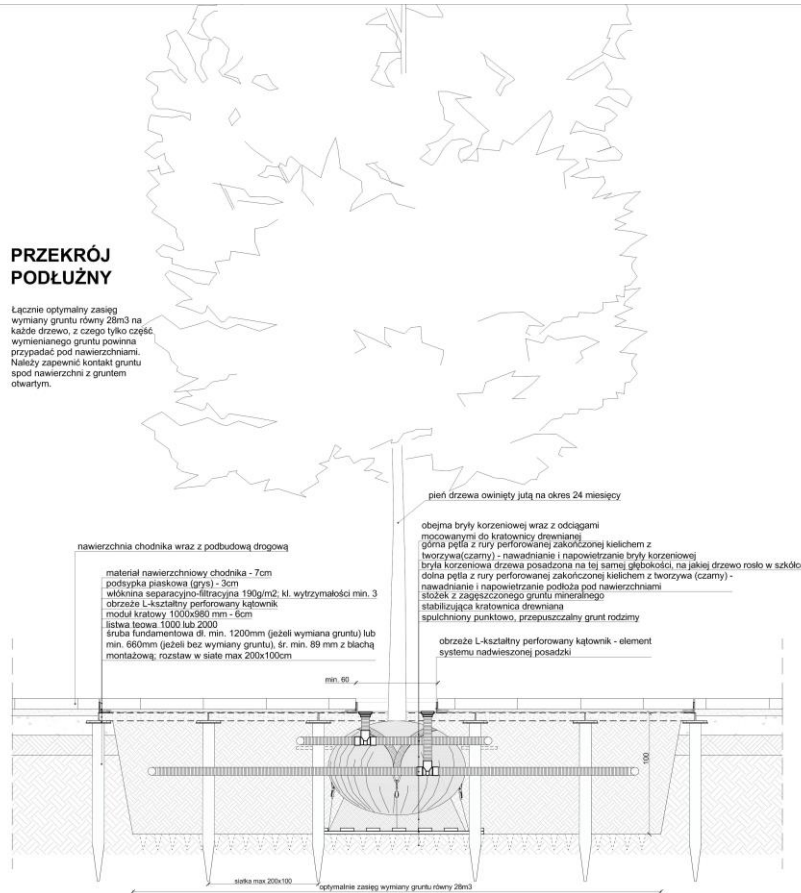 PRZEKRÓJ
PODŁUŻNY
Łącznie optymalny zasięg
wymiany gruntu równy 28m3 na
każde drzewo, z czego tylko część
wymienianego gruntu powinna
przypadać pod nawierzchniami.
Należy zapewnić kontakt gruntu
spod nawierzchni z gruntem
otwartym.
pień drzewa owinięty jutą na okres 24 miesięcy
nawierzchnia chodnika wraz z podbudową drogową
materiał nawierzchniowy chodnika - 7cm
podsypka piaskowa (grys) - 3cm
włóknina separacyjno-filtracyjna 190g/m2; kl. wytrzymałości min. 3
obrzeże L-kształtny perforowany kątownik
moduł kratowy 1000x980 mm - 6cm
listwa teowa 1000 lub 2000
śruba fundamentowa dł. min. 1200mm (jeżeli wymiana gruntu) lub
min. 660mm (jeżeli bez wymiany gruntu), śr. min. 89 mm z blachą
montażową; rozstaw w siate max 200x100cm
obejma bryły korzeniowej wraz z odciągami
mocowanymi do kratownicy drewnianej
górna pętla z rury perforowanej zakończonej kielichem z
tworzywa(czarny) - nawadnianie i napowietrzanie bryły korzeniowej
bryła korzeniowa drzewa posadzona na tej samej głębokości, na jakiej drzewo rosło w szkółce
dolna pętla z rury perforowanej zakończonej kielichem z tworzywa (czarny) -
nawadnianie i napowietrzanie podłoża pod nawierzchniami
stożek z zagęszczonego gruntu mineralnego
stabilizująca kratownica drewniana
spulchniony punktowo, przepuszczalny grunt rodzimy
obrzeże L-kształtny perforowany kątownik - element
systemu nadwieszonej posadzki
min. 60
100
siatka max 200x100
optymalnie zasięg wymiany gruntu równy 28m3